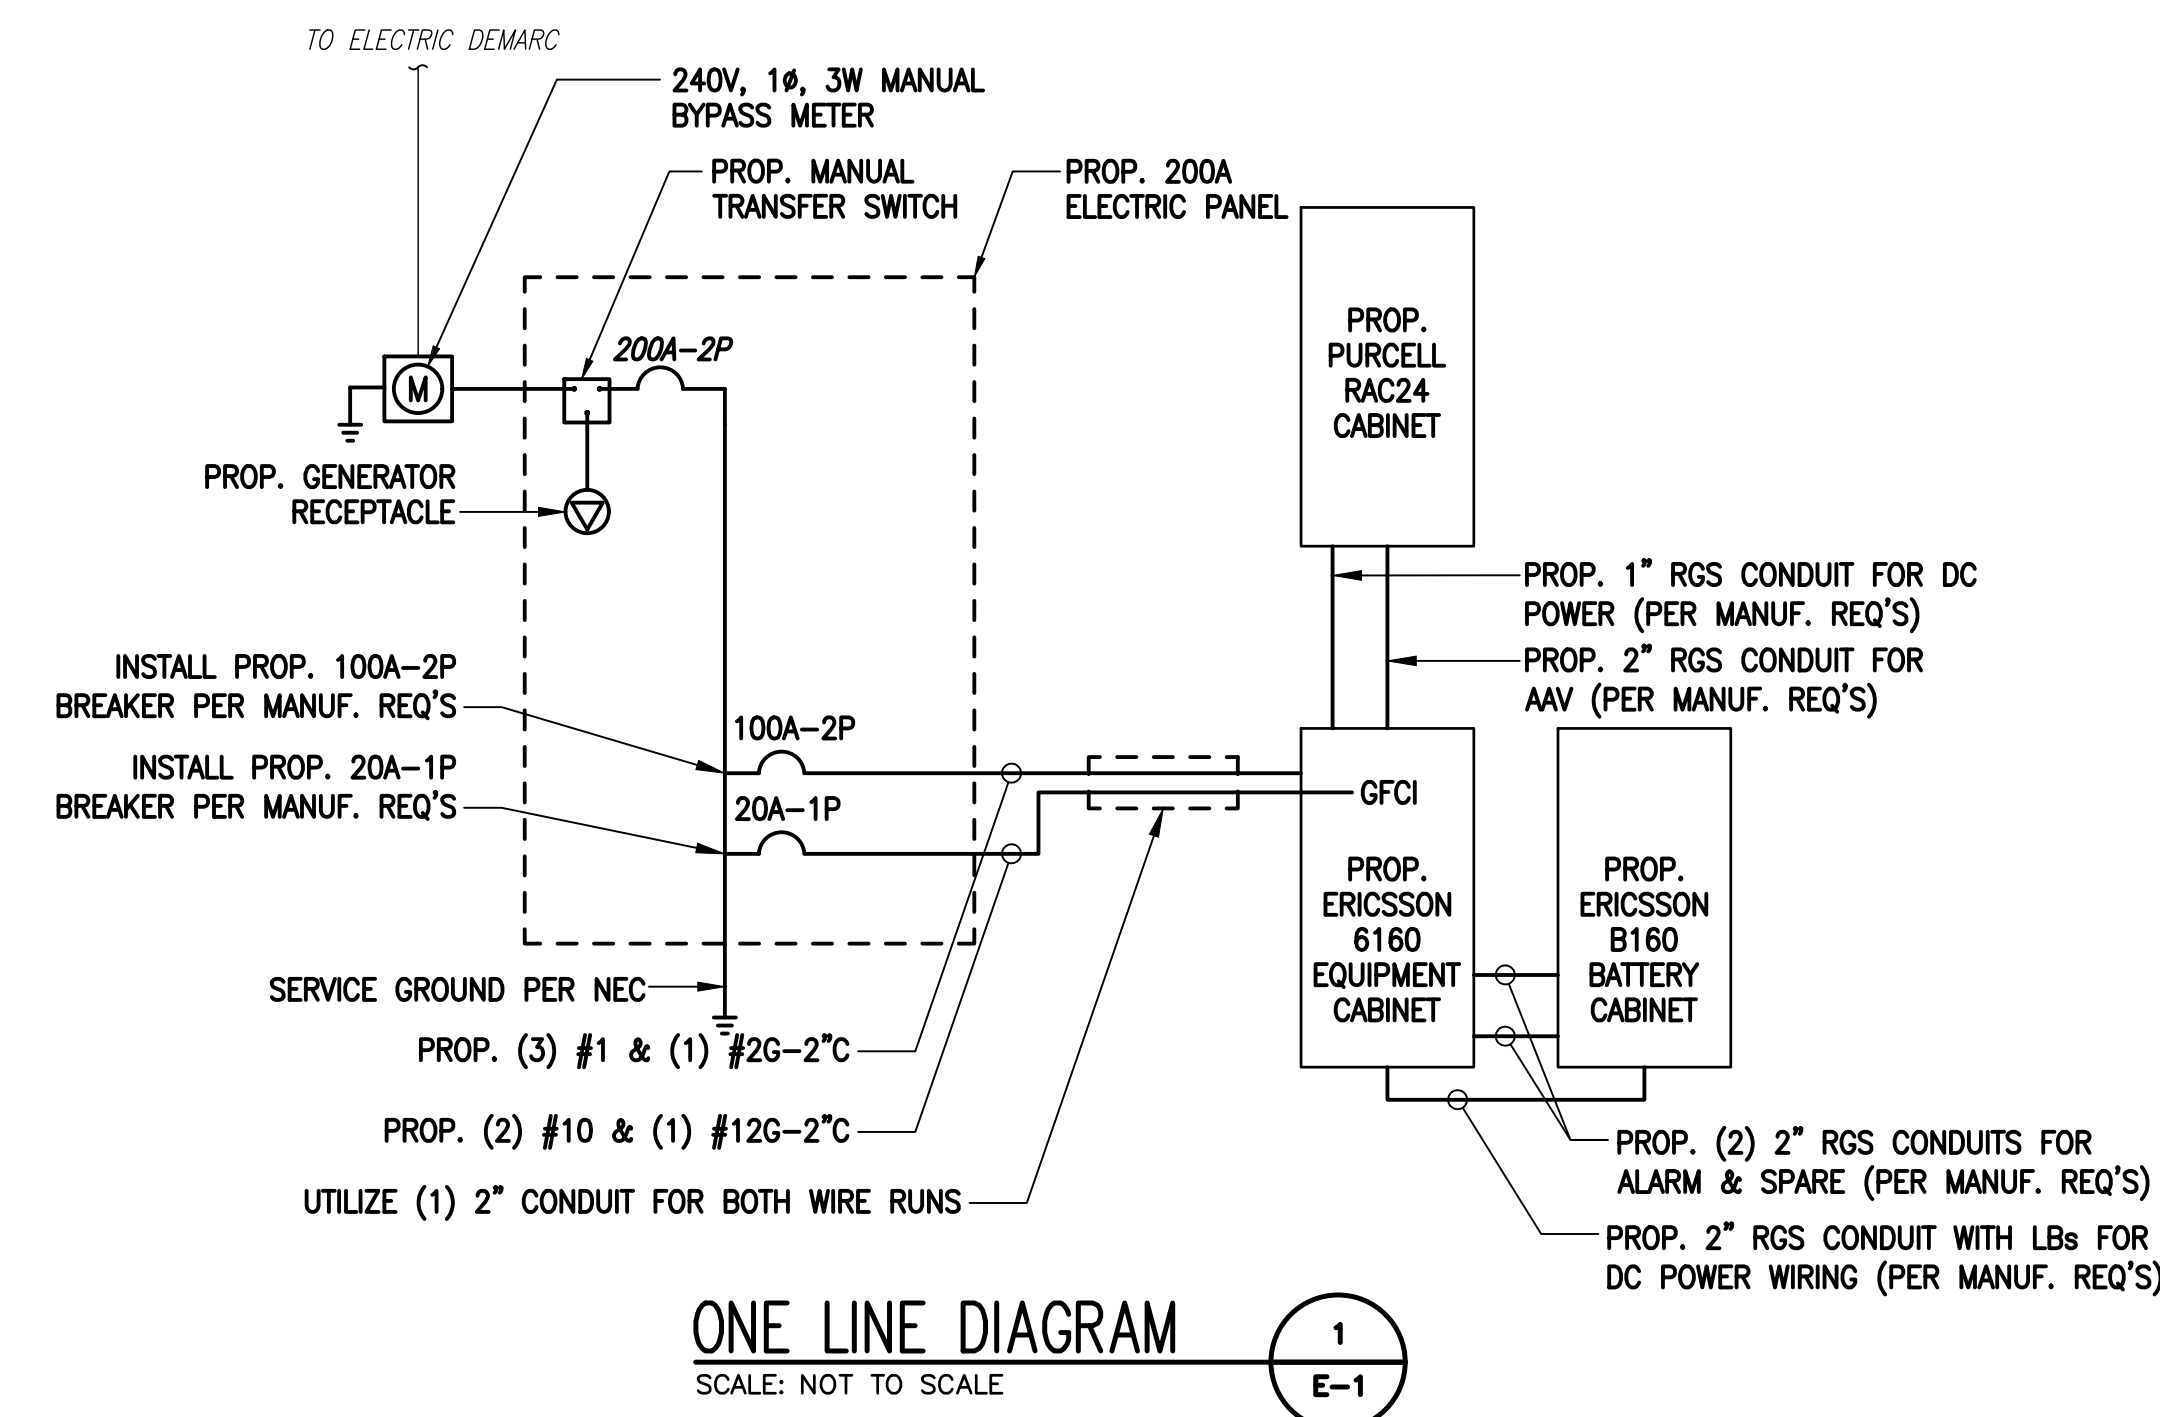 TO ELECTRIC DEMARC
240V, 1ø, 3W MANUAL
BYPASS METER
PROP. MANUAL
TRANSFER SWITCH
PROP. 200A
ELECTRIC PANEL
200A-2P
M
PROP. GENERATOR
RECEPTACLE
PROP.
PURCELL
RAC24
CABINET
PROP. 1" RGS CONDUIT FOR DC
POWER (PER MANUF. REQ'S)
PROP. 2" RGS CONDUIT FOR
AAV (PER MANUF. REQ'S)
INSTALL PROP. 100A-2P
BREAKER PER MANUF. REQ'S
INSTALL PROP. 20A-1P
BREAKER PER MANUF. REQ'S
100A-2P
20A-1P
GFCI
PROP.
ERICSSON
6160
EQUIPMENT
CABINET
PROP.
ERICSSON
B160
BATTERY
CABINET
SERVICE GROUND PER NEC
PROP. (3) #1 & (1) #2G-2"C
PROP. (2) #10 & (1) #12G-2"C
UTILIZE (1) 2" CONDUIT FOR BOTH WIRE RUNS
PROP. (2) 2" RGS CONDUITS FOR
ALARM & SPARE (PER MANUF. REQ'S)
PROP. 2" RGS CONDUIT WITH LBs FOR
DC POWER WIRING (PER MANUF. REQ'S)
ONE LINE DIAGRAM
SCALE: NOT TO SCALE
1
E-1